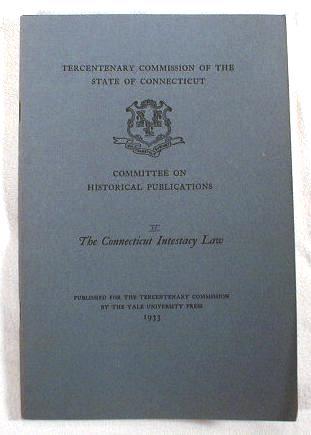 TERCENTENARY COMMISSION OF THE
STATE OF CONNECTICUT
COMMITTEE ON
HISTORICAL PUBLICATIONS
II
The Connecticut Intestacy Law
PUBLISHED FOR THE TERCENTENARY COMMISSION
BY THE YALE UNIVERSITY PRESS
1933